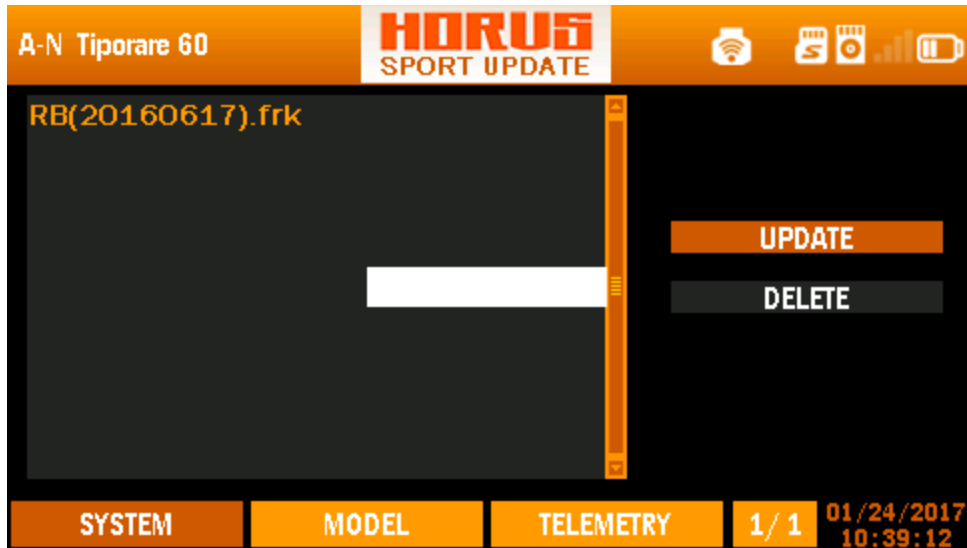 A-N Tiporare 60
HORUS
SPORT UPDATE
RB(20160617).frk
UPDATE
DELETE
SYSTEM
MODEL
TELEMETRY
1/1
01/24/2017
10:39:12